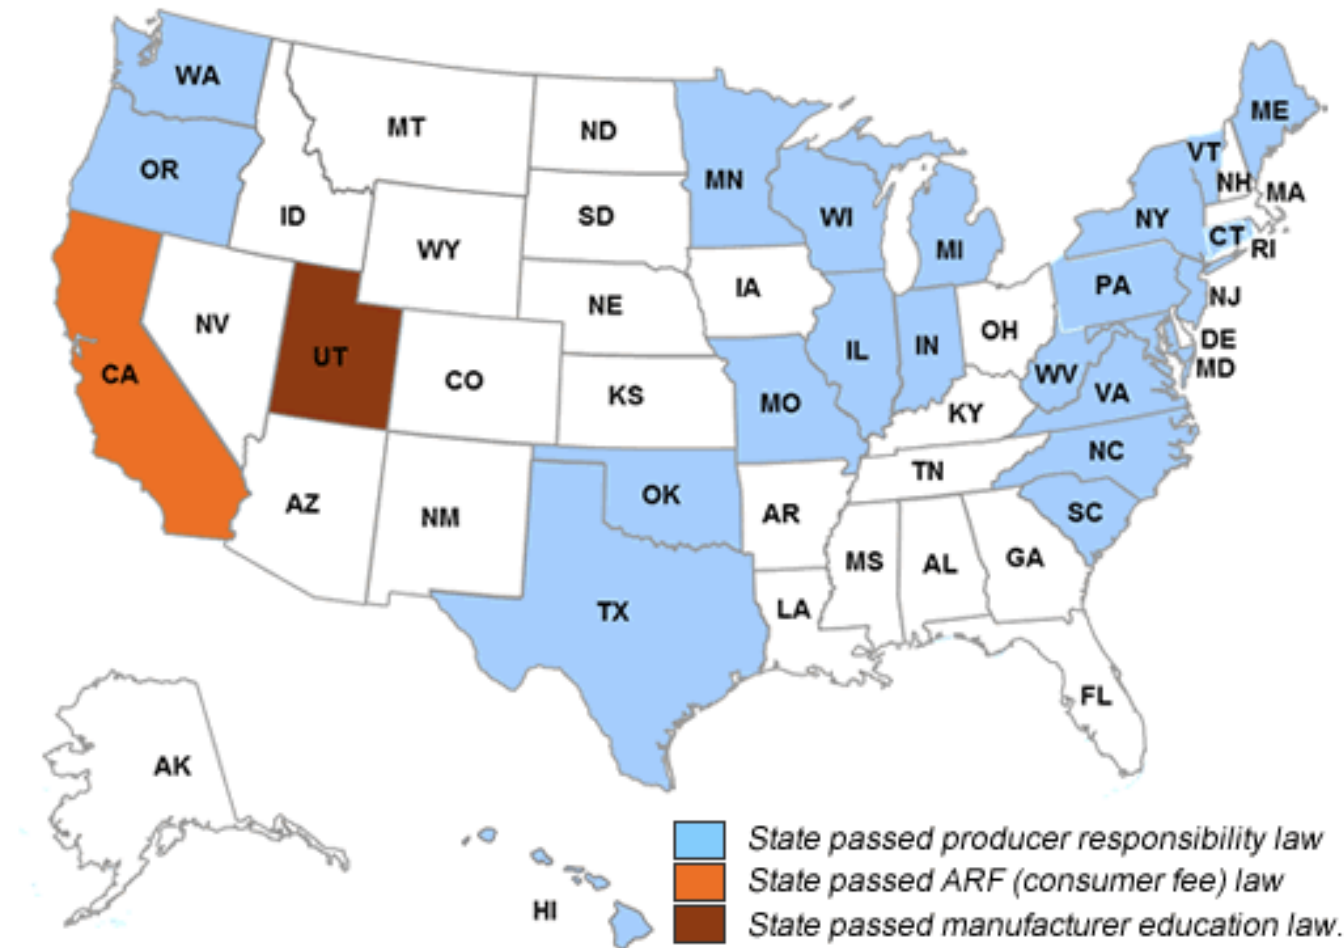 WA
MT
ND
ME
OR
MN
VT
NH
MA
ID
SD
WI
NY
WY
MI
CT
RI
NE
IA
PA
NJ
NV
UT
CO
IL
IN
OH
DE
MD
CA
KS
MO
WV
VA
KY
NC
TN
AZ
NM
OK
AR
SC
MS
AL
GA
TX
LA
FL
AK
HI
State passed producer responsibility law
State passed ARF (consumer fee) law
State passed manufacturer education law.